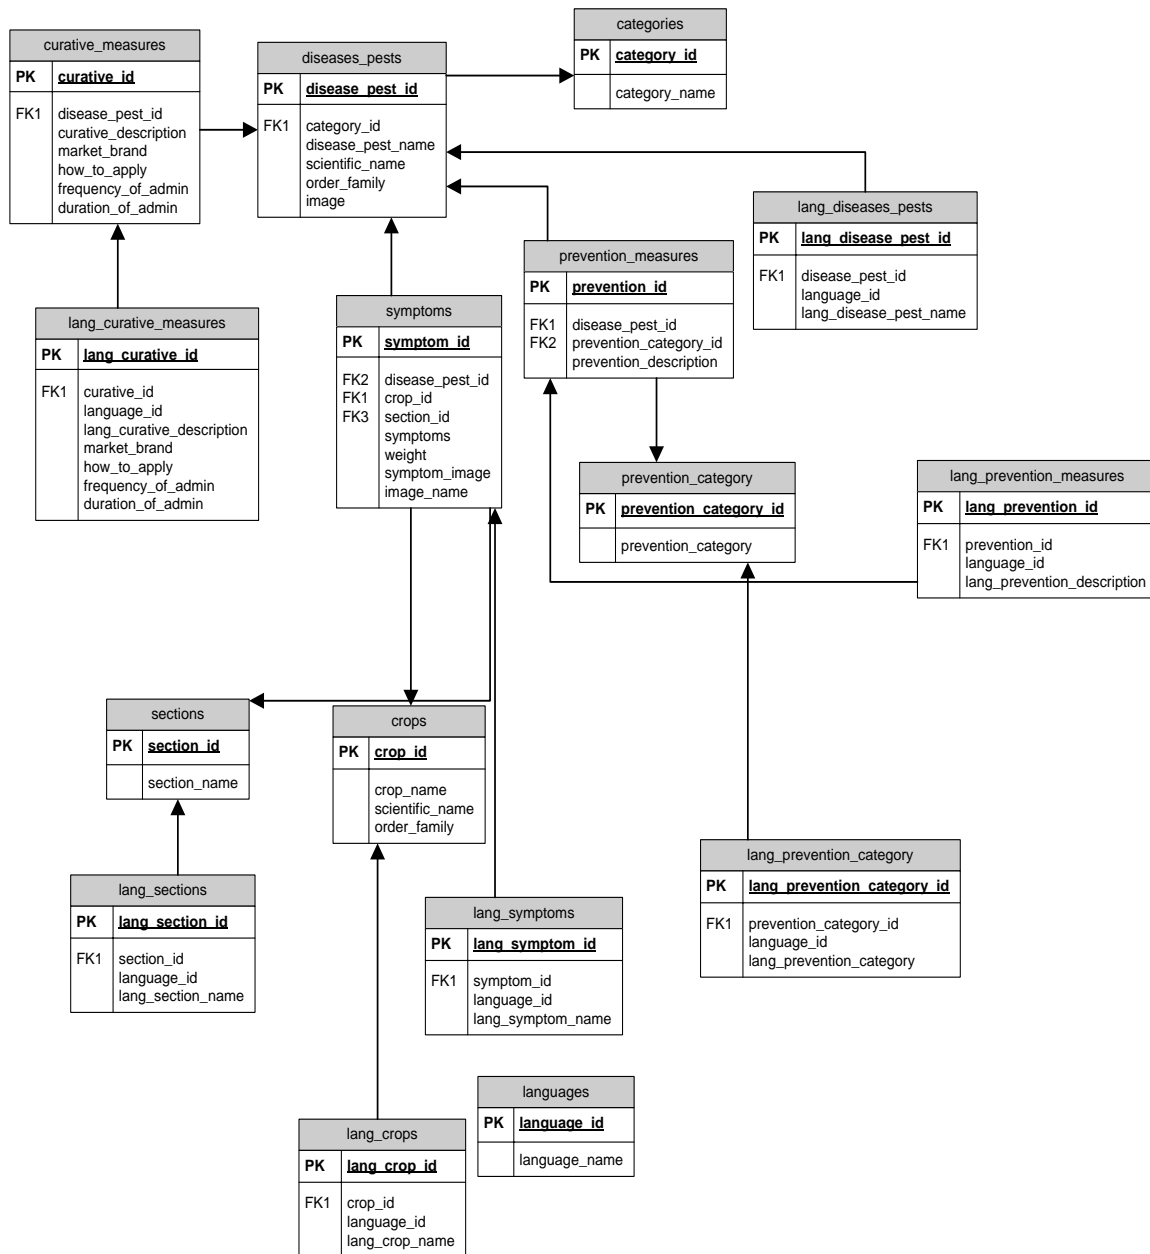 categories
PK category_id
category_name
curative_measures
PK curative_id
FK1 disease_pest_id
curative_description
market_brand
how_to_apply
frequency_of_admin
duration_of_admin
diseases_pests
PK disease_pest_id
FK1 category_id
disease_pest_name
scientific_name
order_family
image
lang_diseases_pests
PK lang_disease_pest_id
FK1 disease_pest_id
language_id
lang_disease_pest_name
prevention_measures
PK prevention_id
FK1 disease_pest_id
FK2 prevention_category_id
prevention_description
lang_curative_measures
PK lang_curative_id
FK1 curative_id
language_id
lang_curative_description
market_brand
how_to_apply
frequency_of_admin
duration_of_admin
symptoms
PK symptom_id
FK2 disease_pest_id
FK1 crop_id
FK3 section_id
symptoms
weight
symptom_image
image_name
prevention_category
PK prevention_category_id
prevention_category
lang_prevention_measures
PK lang_prevention_id
FK1 prevention_id
language_id
lang_prevention_description
sections
PK section_id
section_name
crops
PK crop_id
crop_name
scientific_name
order_family
lang_prevention_category
PK lang_prevention_category_id
FK1 prevention_category_id
language_id
lang_prevention_category
lang_sections
PK lang_section_id
FK1 section_id
language_id
lang_section_name
lang_symptoms
PK lang_symptom_id
FK1 symptom_id
language_id
lang_symptom_name
languages
PK language_id
language_name
lang_crops
PK lang_crop_id
FK1 crop_id
language_id
lang_crop_name